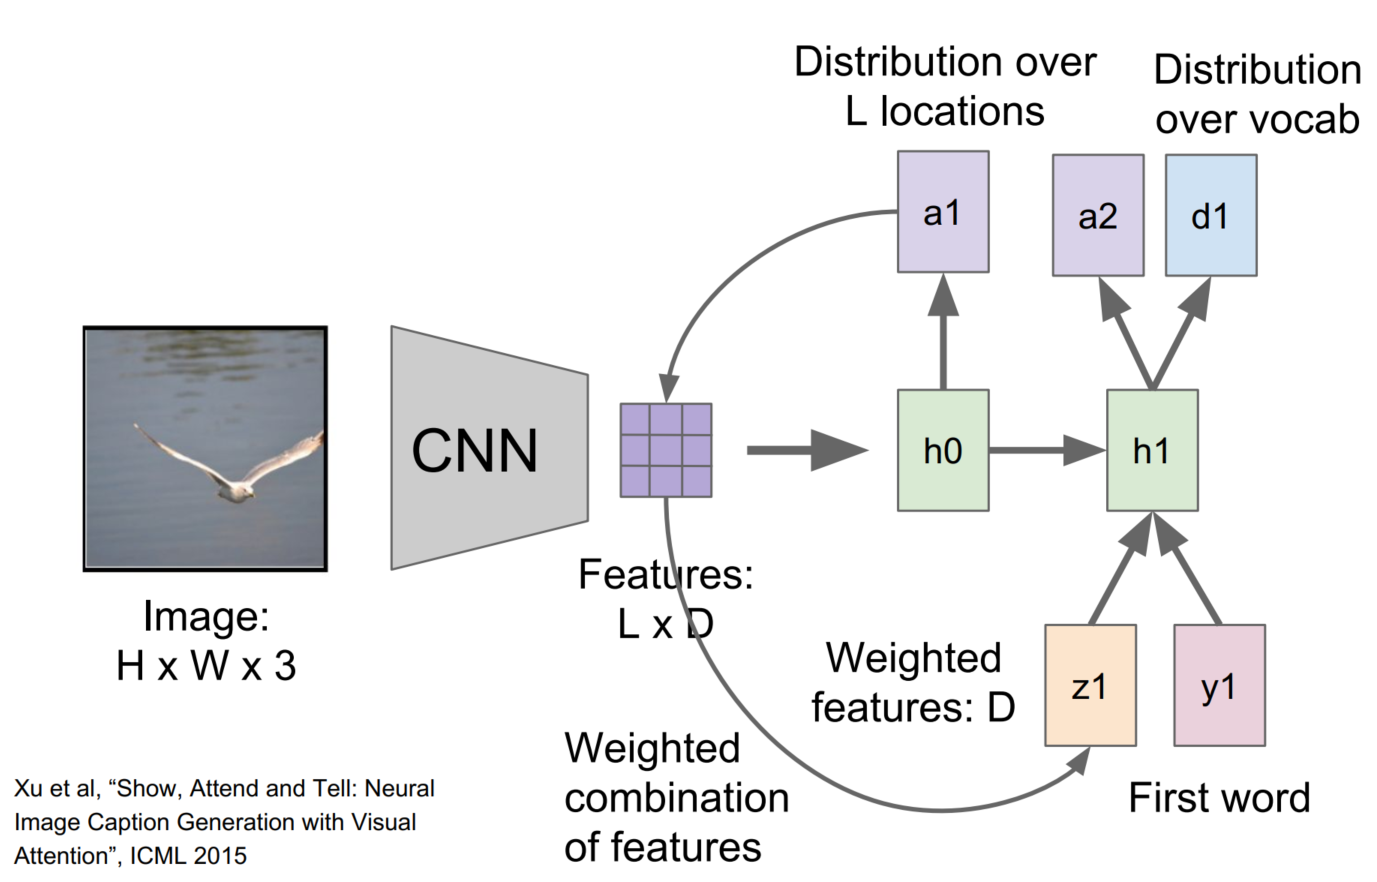 Distribution over
L locations
Distribution
over vocab
a1
a2
d1
CNN
h0
h1
Features:
L x D
Image:
H x W x 3
Weighted
features: D
z1
y1
First word
Weighted
combination
of features
Xu et al, “Show, Attend and Tell: Neural
Image Caption Generation with Visual
Attention”, ICML 2015